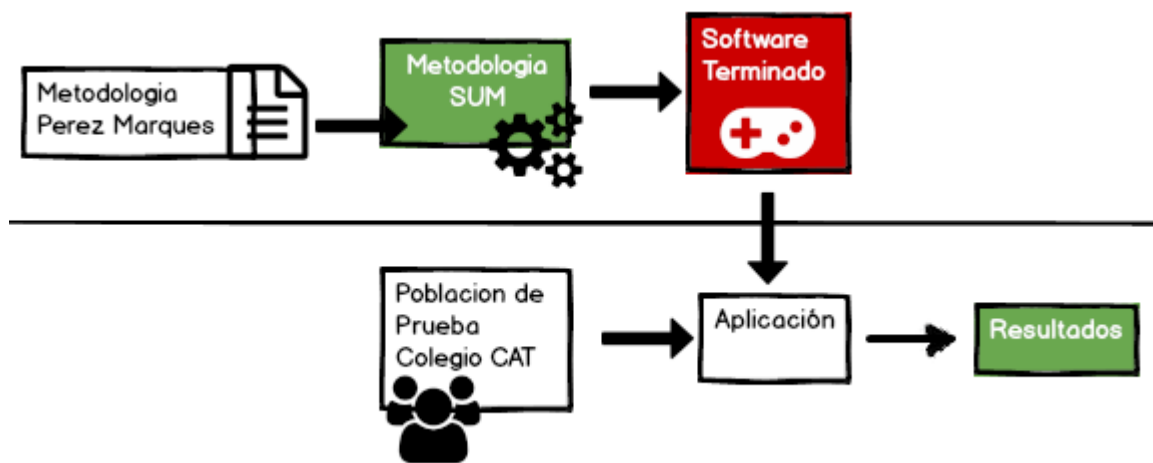 Metodologia
Perez Marques
Metodologia
SUM
Software
Terminado
Poblacion de
Prueba
Colegio CAT
Aplicación
Resultados